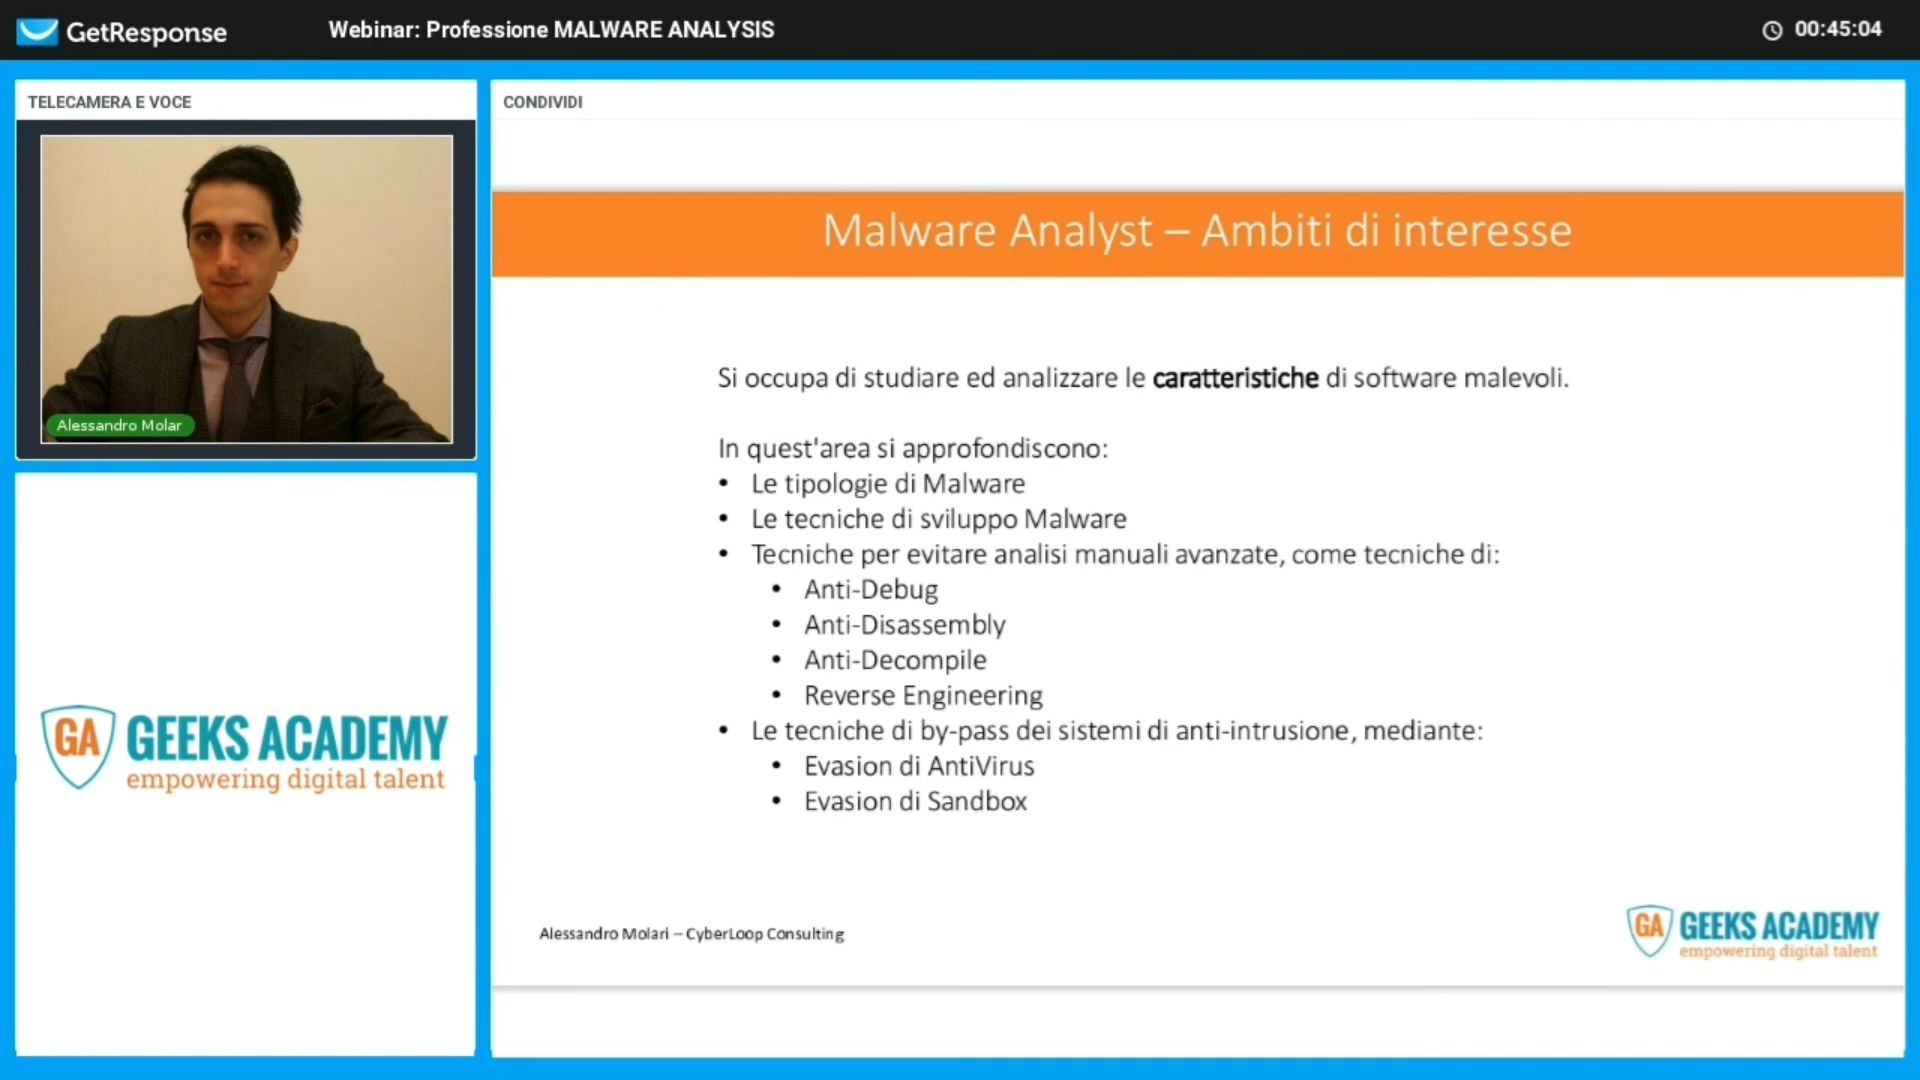 GetResponse
Webinar: Professione MALWARE ANALYSIS
00:45:04
TELECAMERA E VOCE
Alessandro Molar
GA GEEKS ACADEMY
empowering digital talent
CONDIVIDI
Malware Analyst – Ambiti di interesse
Si occupa di studiare ed analizzare le caratteristiche di software malevoli.
In quest'area si approfondiscono:
• Le tipologie di Malware
• Le tecniche di sviluppo Malware
• Tecniche per evitare analisi manuali avanzate, come tecniche di:
• Anti-Debug
• Anti-Disassembly
• Anti-Decompile
• Reverse Engineering
• Le tecniche di by-pass dei sistemi di anti-intrusione, mediante:
• Evasion di AntiVirus
• Evasion di Sandbox
Alessandro Molari – CyberLoop Consulting
GA GEEKS ACADEMY
empowering digital talent